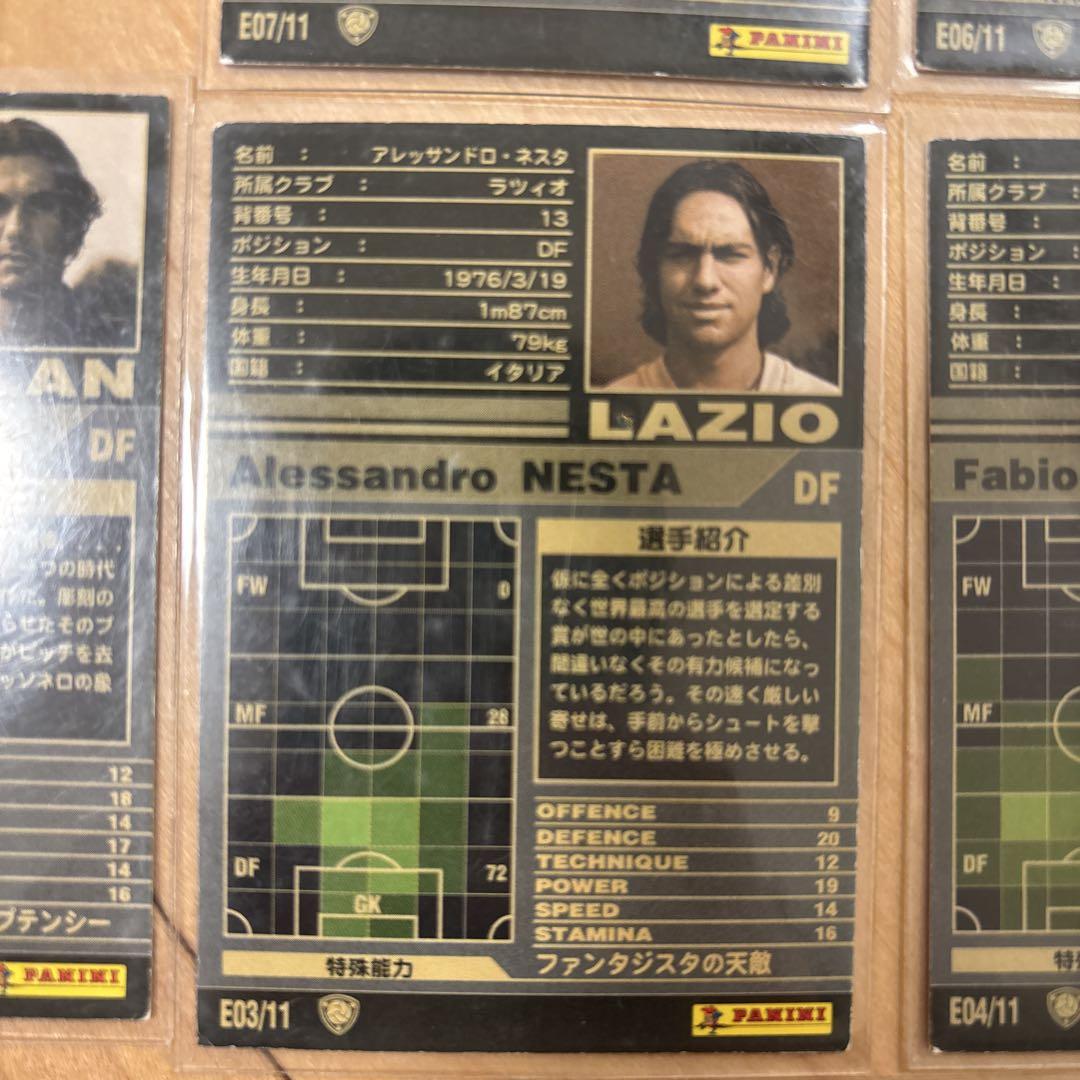 E07/11
PANINI
E06/11
AN
DF
つの時代
らせたそのプ
がピッチを去
ッソネロの象
12
18
14
17
14
16
プテンシー
PANINI
名前 : アレッサンドロ・ネスタ
所属クラブ : ラツィオ
背番号 : 13
ポジション : DF
生年月日 : 1976/3/19
身長 : 1m87cm
体重 : 79kg
国籍 : イタリア
LAZIO
Alessandro NESTA
DF
FW 0
MF 28
DF 72
GK
選手紹介
仮に全くポジションによる差別
なく世界最高の選手を選定する
賞が世の中にあったとしたら、
間違いなくその有力候補になっ
ているだろう。その速く厳しい
寄せは、手前からシュートを撃
つことすら困難を極めさせる。
OFFENCE 9
DEFENCE 20
TECHNIQUE 12
POWER 19
SPEED 14
STAMINA 16
特殊能力
ファンタジスタの天敵
E03/11
PANINI
名前 :
所属クラブ :
背番号 :
ポジション :
生年月日 :
身長 :
体重 :
国籍 :
Fabio
FW
MF
DF
特
E04/11